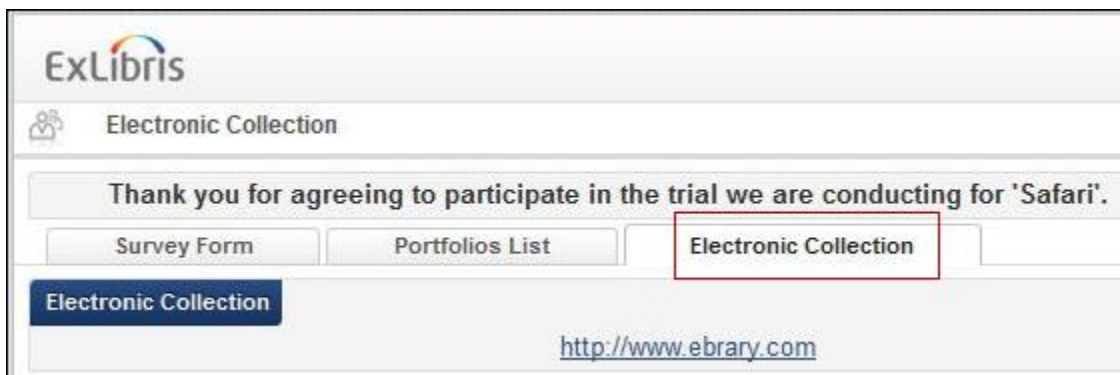 ExLibris
Electronic Collection
Thank you for agreeing to participate in the trial we are conducting for 'Safari'.
Survey Form Portfolios List Electronic Collection
Electronic Collection
http://www.ebrary.com